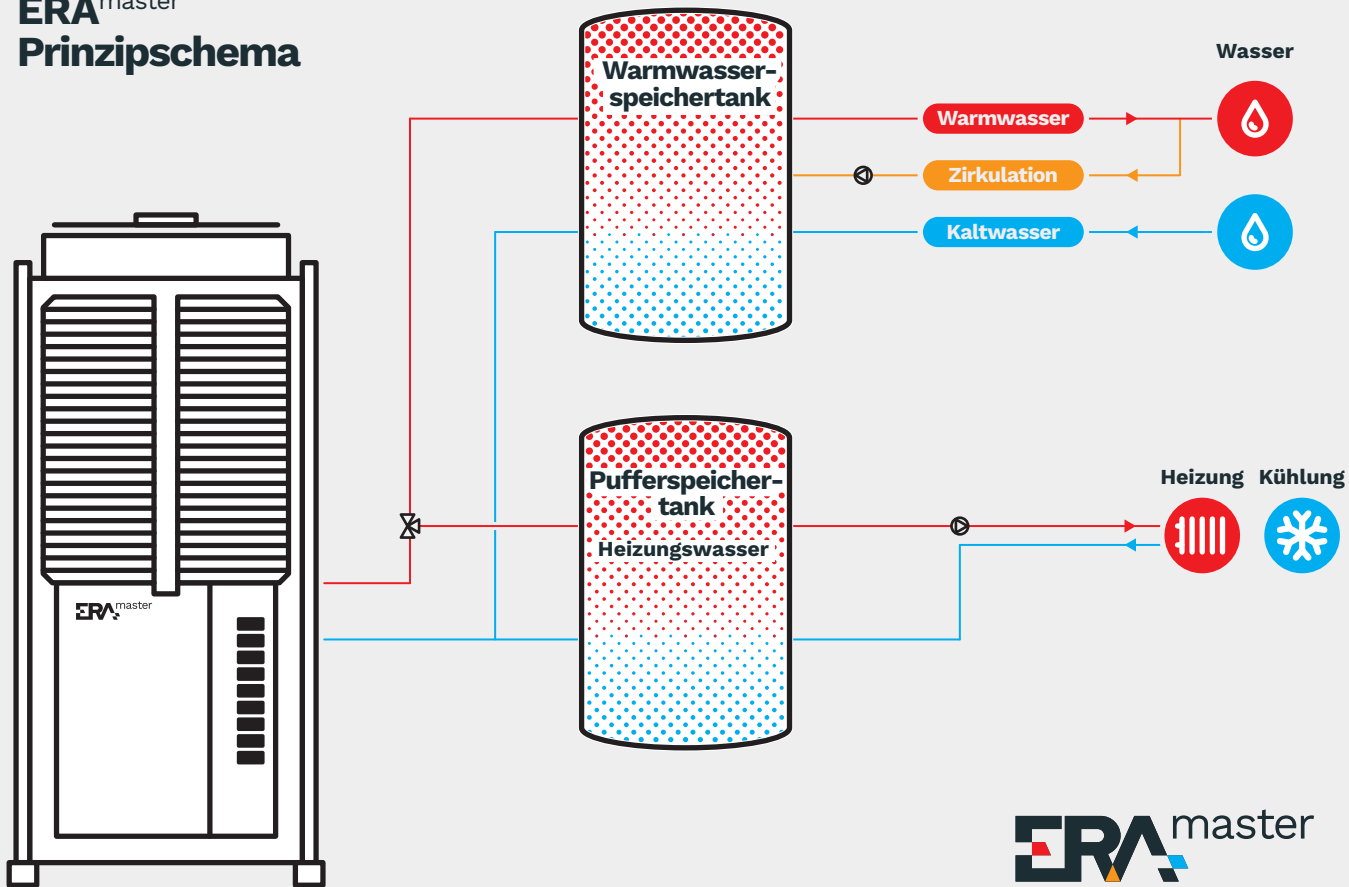 ERA master
Prinzipschema
Warmwasser-
speichertank
Wasser
Warmwasser
Zirkulation
Kaltwasser
Pufferspeicher-
tank
Heizungswasser
Heizung Kühlung
ERA master
ERA master